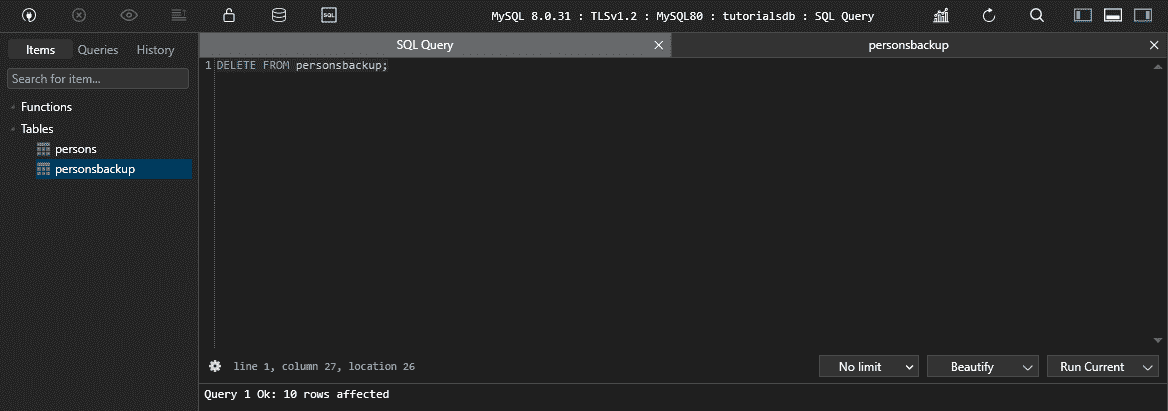 SQL
MySQL 8.0.31 : TLSv1.2 : MySQL80 : tutorialsdb : SQL Query
Items Queries History
SQL Query
personsbackup
Search for item...
1 DELETE FROM personsbackup;
Functions
Tables
persons
personsbackup
line 1, column 27, location 26
No limit
Beautify
Run Current
Query 1 Ok: 10 rows affected